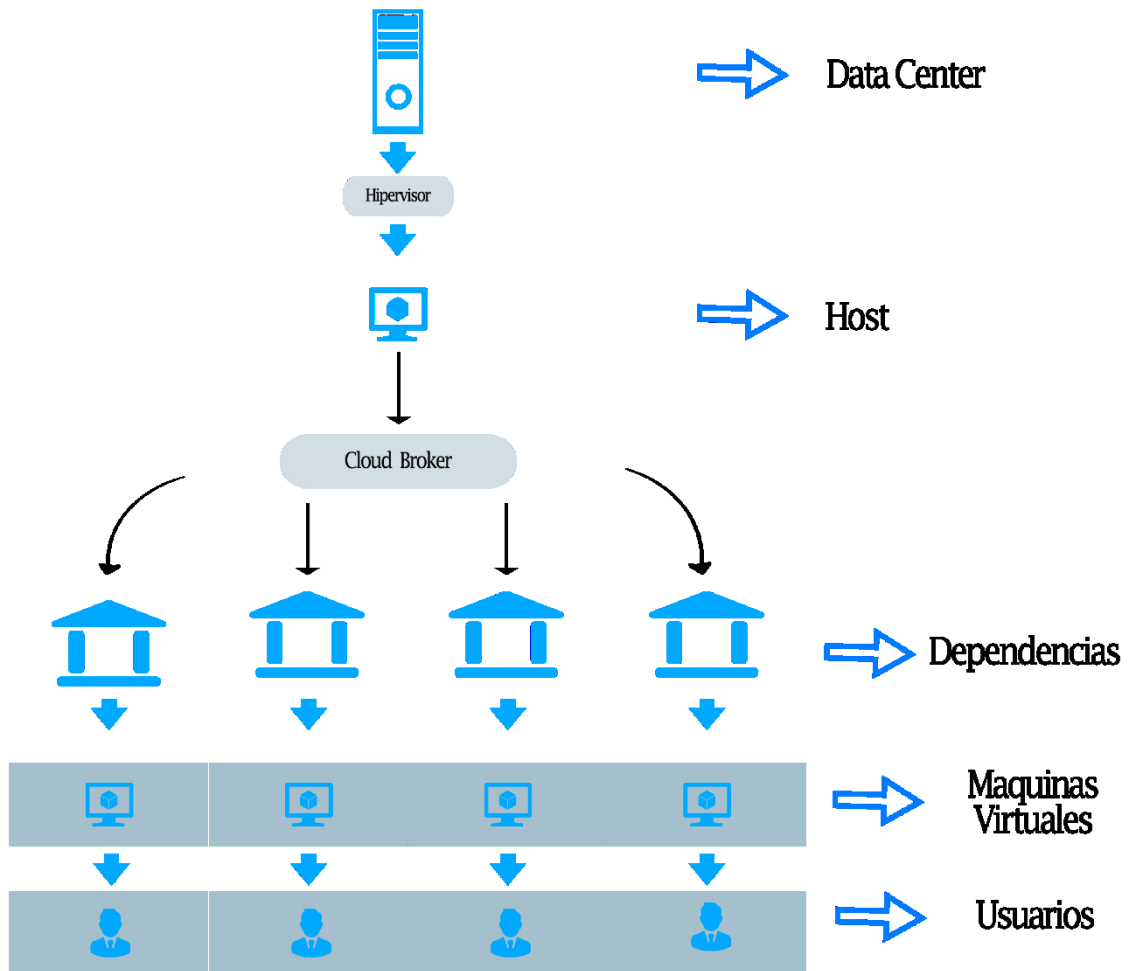 Data Center
Hipervisor
Host
Cloud Broker
Dependencias
Maquinas
Virtuales
Usuarios